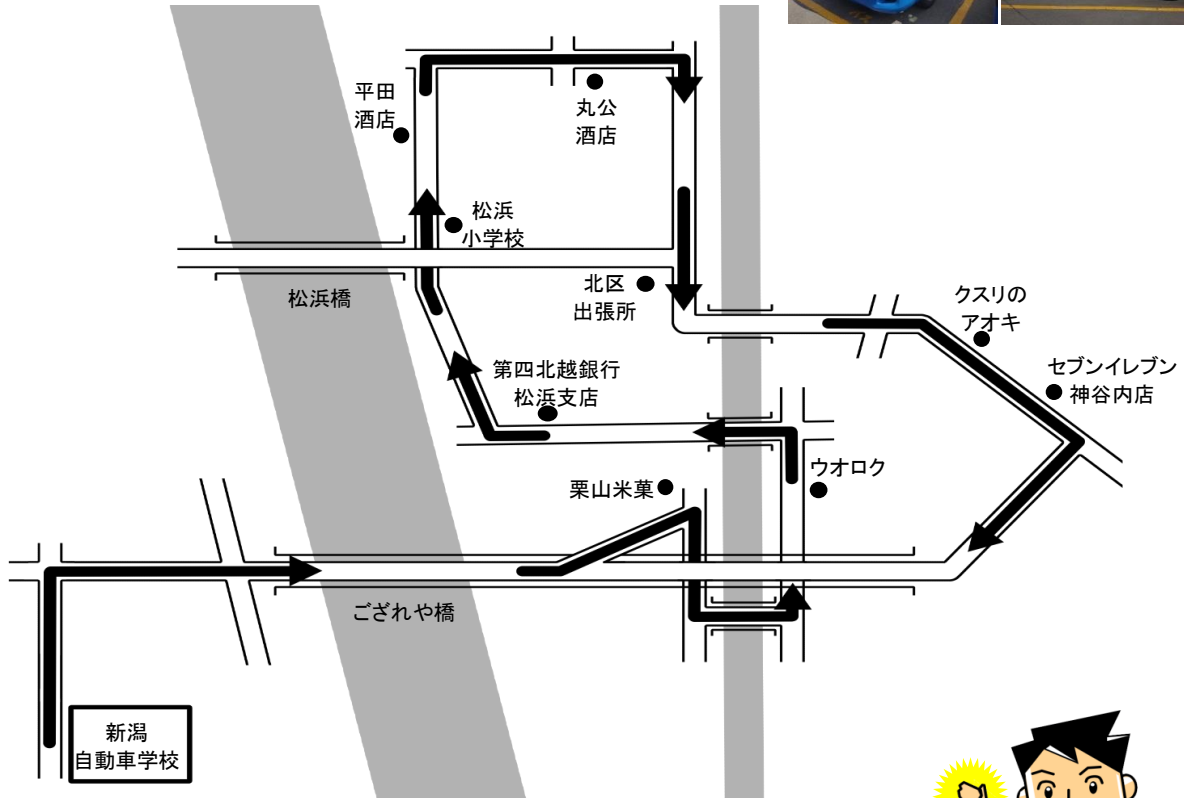 平田
酒店
丸公
酒店
松浜
小学校
松浜橋
北区
出張所
クスリの
アオキ
セブンイレブン
神谷内店
第四北越銀行
松浜支店
ウオロク
栗山米菓
ござれや橋
新潟
自動車学校